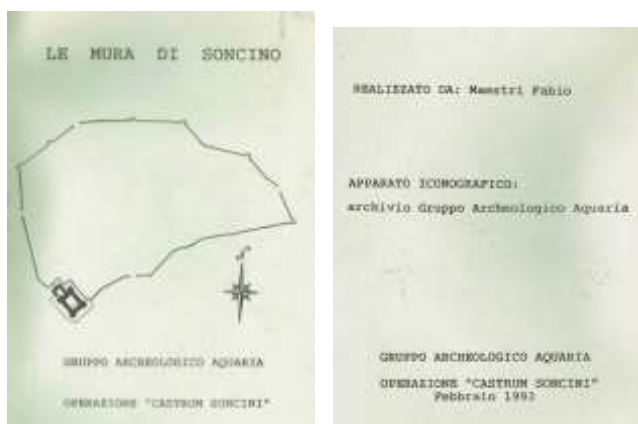 LE MURA DI SONCINO
GRUPPO ARCHEOLOGICO AQUARIA
OPERAZIONE "CASTRUM SONCINI"
REALIZZATO DA: Maestri Fabio
APPARATO ICONOGRAFICO:
archivio Gruppo Archeologico Aquaria
GRUPPO ARCHEOLOGICO AQUARIA
OPERAZIONE "CASTRUM SONCINI"
Febbraio 1993